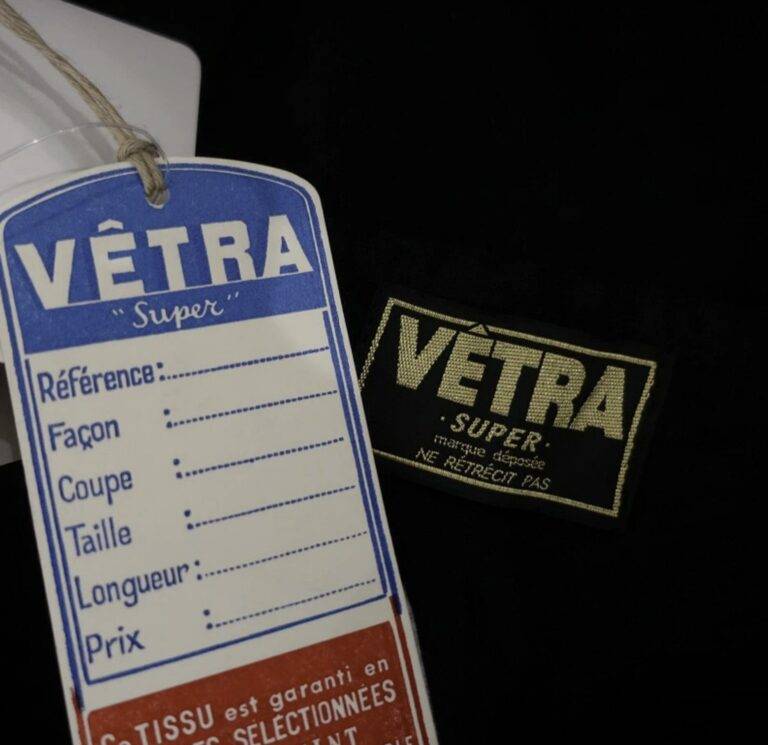 VÊTRA
"Super"
Référence:
Façon :
Coupe :
Taille :
Longueur :
Prix :
Ce TISSU est garanti en
SÉLECTIONNÉES
VÊTRA
·SUPER·
marque déposée
NE RÉTRÉCIT PAS